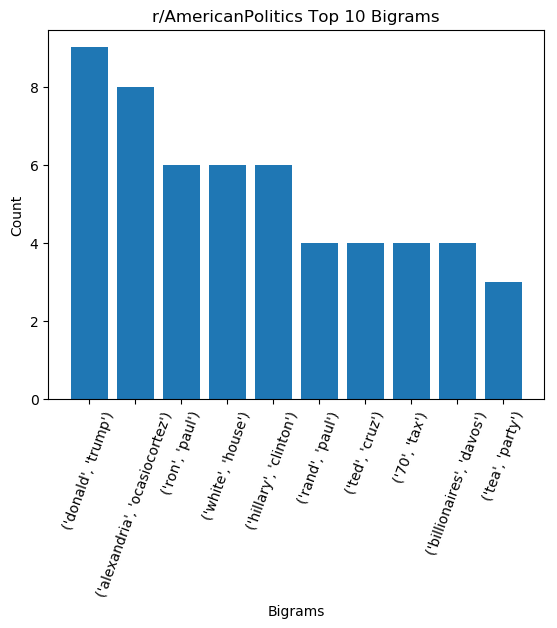 r/AmericanPolitics Top 10 Bigrams
Count
8
6
4
2
0
('donald', 'trump')
('alexandria', 'ocasiocortez')
('ron', 'paul')
('white', 'house')
('hillary', 'clinton')
('rand', 'paul')
('ted', 'cruz')
('70', 'tax')
('billionaires', 'davos')
('tea', 'party')
Bigrams